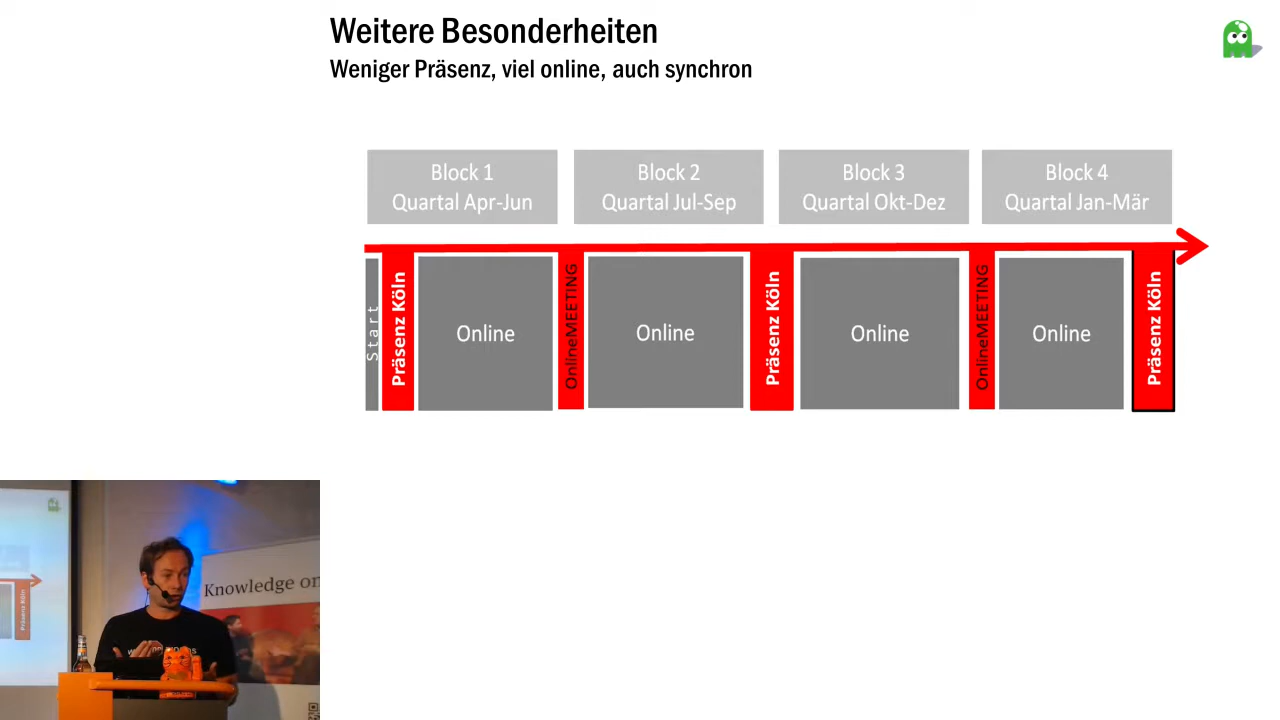 Weitere Besonderheiten
Weniger Präsenz, viel online, auch synchron
Block 1
Quartal Apr-Jun
Block 2
Quartal Jul-Sep
Block 3
Quartal Okt-Dez
Block 4
Quartal Jan-Mär
Start
Präsenz Köln
Online
OnlineMEETING
Online
Präsenz Köln
Online
OnlineMEETING
Online
Präsenz Köln
Präsenz Köln
Knowledge on